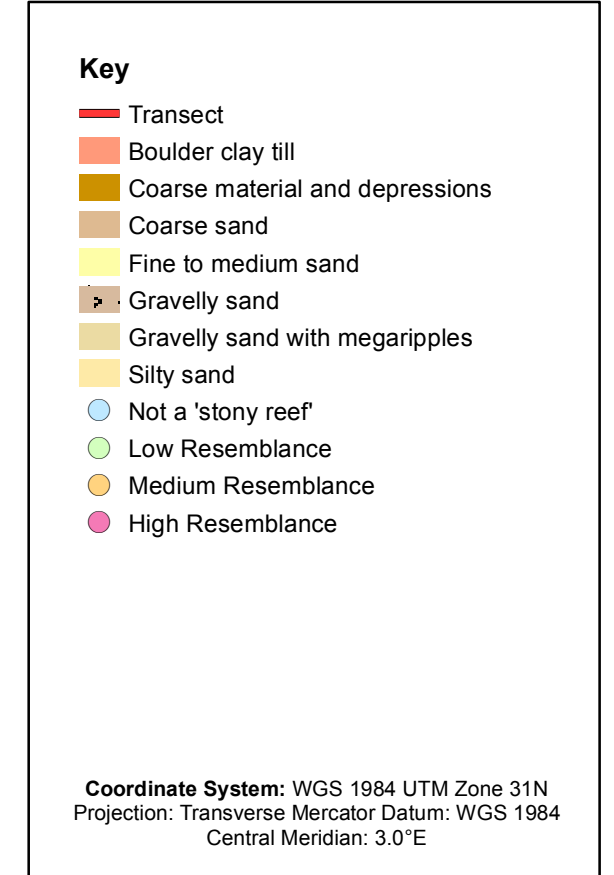 Key
Transect
Boulder clay till
Coarse material and depressions
Coarse sand
Fine to medium sand
Gravelly sand
Gravelly sand with megaripples
Silty sand
Not a 'stony reef'
Low Resemblance
Medium Resemblance
High Resemblance
Coordinate System: WGS 1984 UTM Zone 31N
Projection: Transverse Mercator Datum: WGS 1984
Central Meridian: 3.0°E